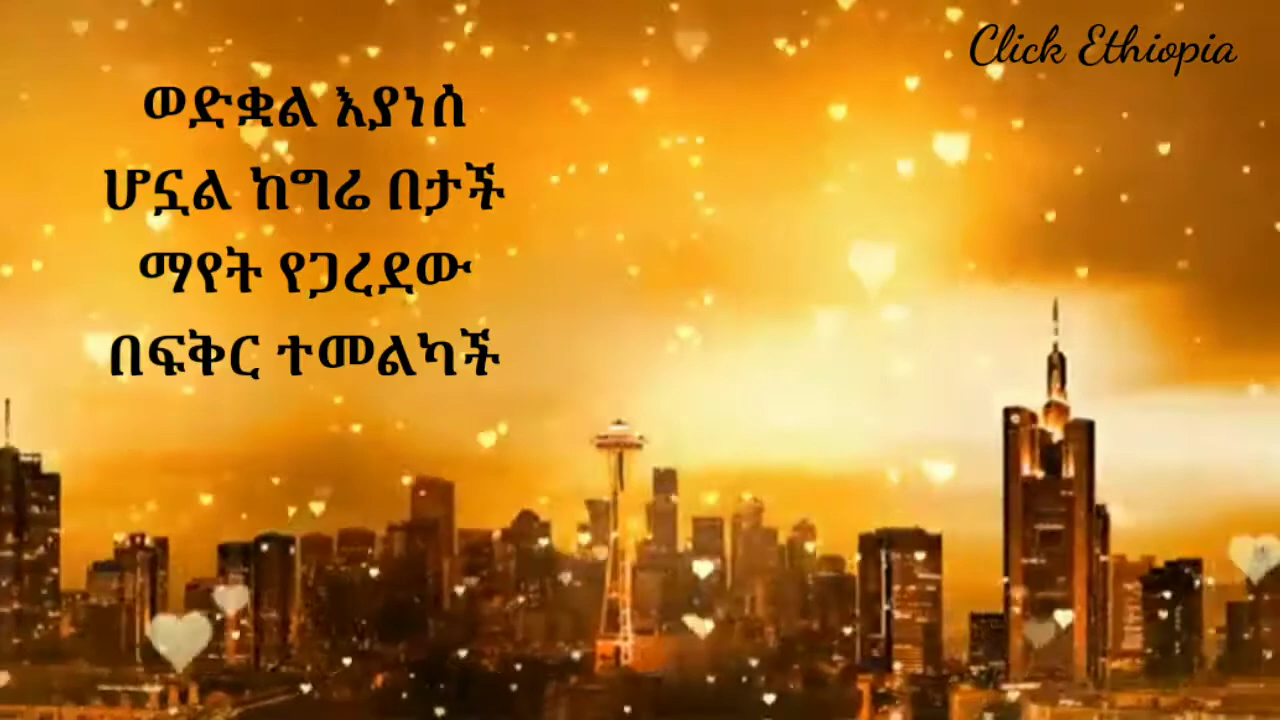 Click Ethiopia
ወድቋል እያነሰ
ሆኗል ከግሬ በታች
ማየት የጋረደው
በፍቅር ተመልካች